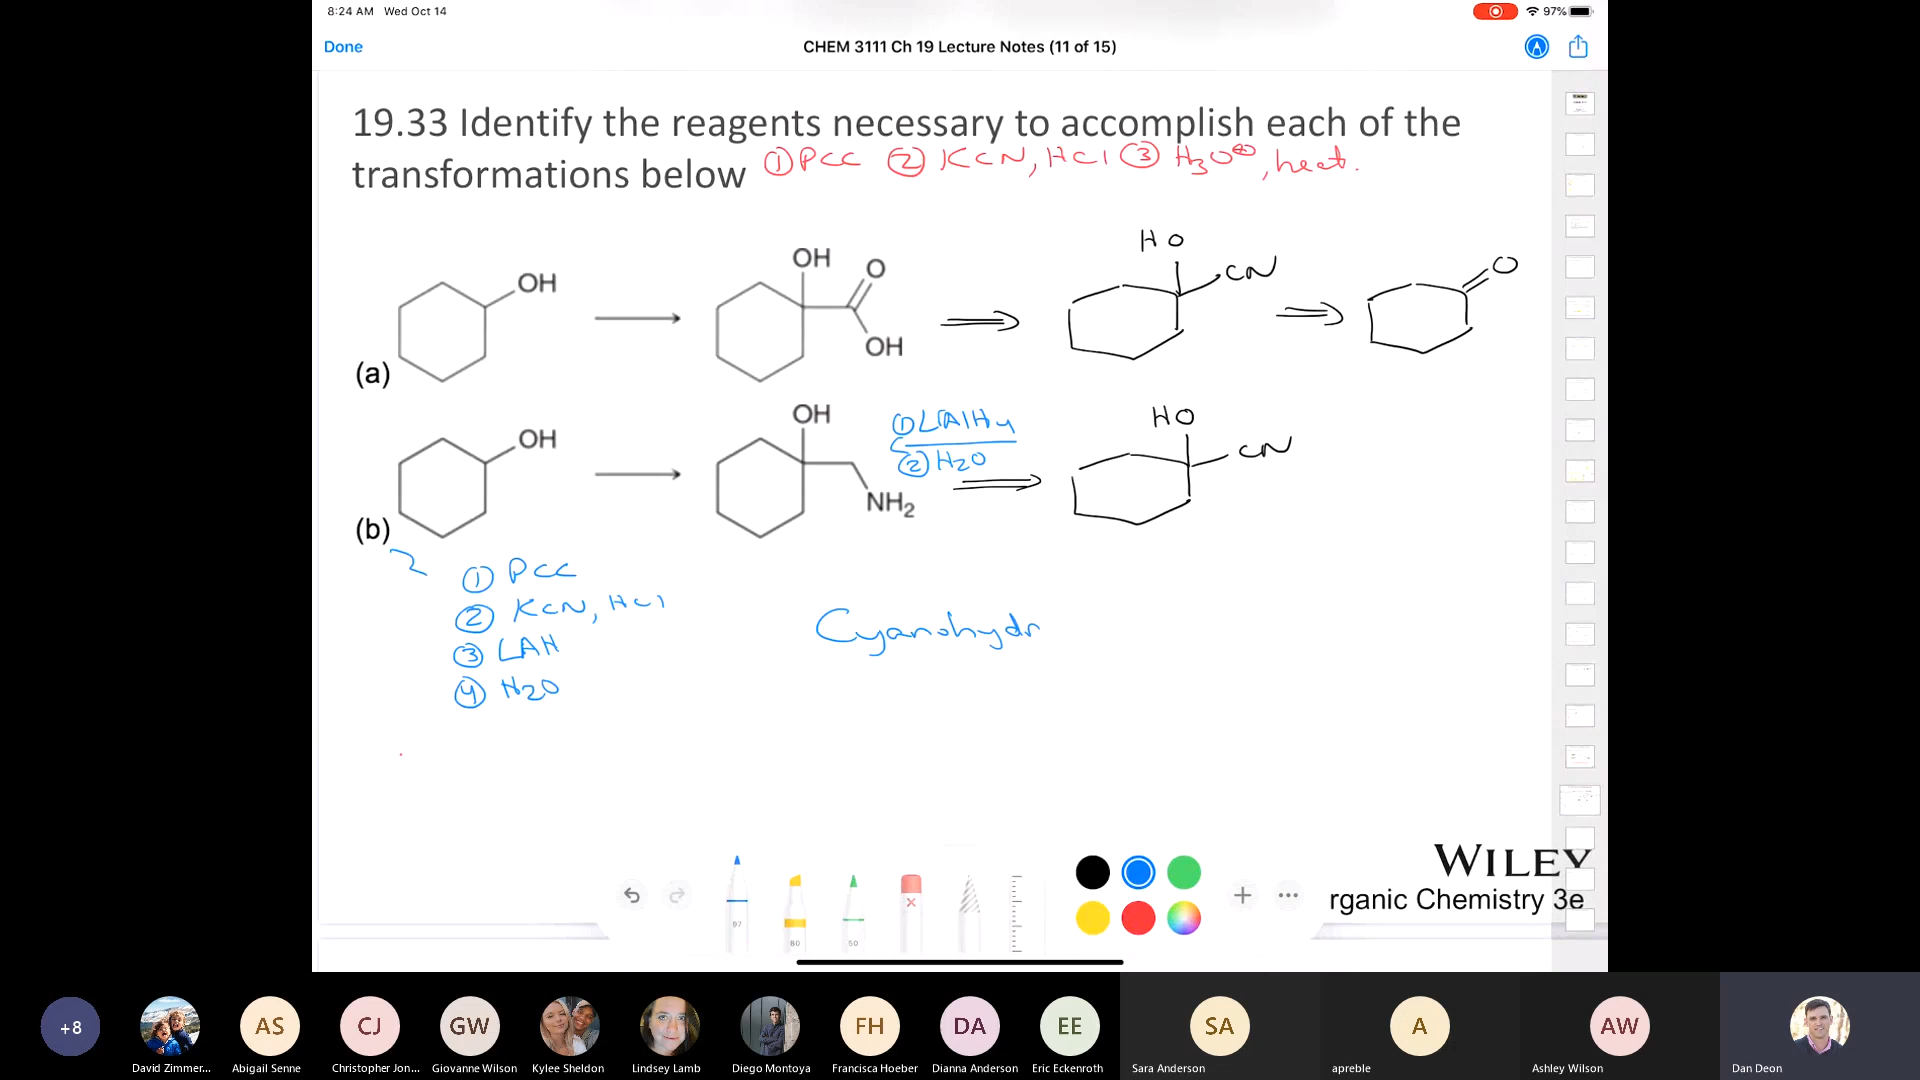 8:24 AM Wed Oct 14
97%
Done
CHEM 3111 Ch 19 Lecture Notes (11 of 15)
19.33 Identify the reagents necessary to accomplish each of the
transformations below
① PCC ② KCN, HCl ③ H₃O⊕, heat.
OH
OH
O
OH
HO
CN
O
(a)
OH
OH
NH₂
① LiAlH₄
② H₂O
HO
CN
(b)
① PCC
② KCN, HCl
③ LAH
④ H₂O
Cyanohydr
97
80
50
WILEY
rganic Chemistry 3e
+8
AS
CJ
GW
FH
DA
EE
SA
A
AW
David Zimmer...
Abigail Senne
Christopher Jon...
Giovanne Wilson
Kylee Sheldon
Lindsey Lamb
Diego Montoya
Francisca Hoeber
Dianna Anderson
Eric Eckenroth
Sara Anderson
apreble
Ashley Wilson
Dan Deon